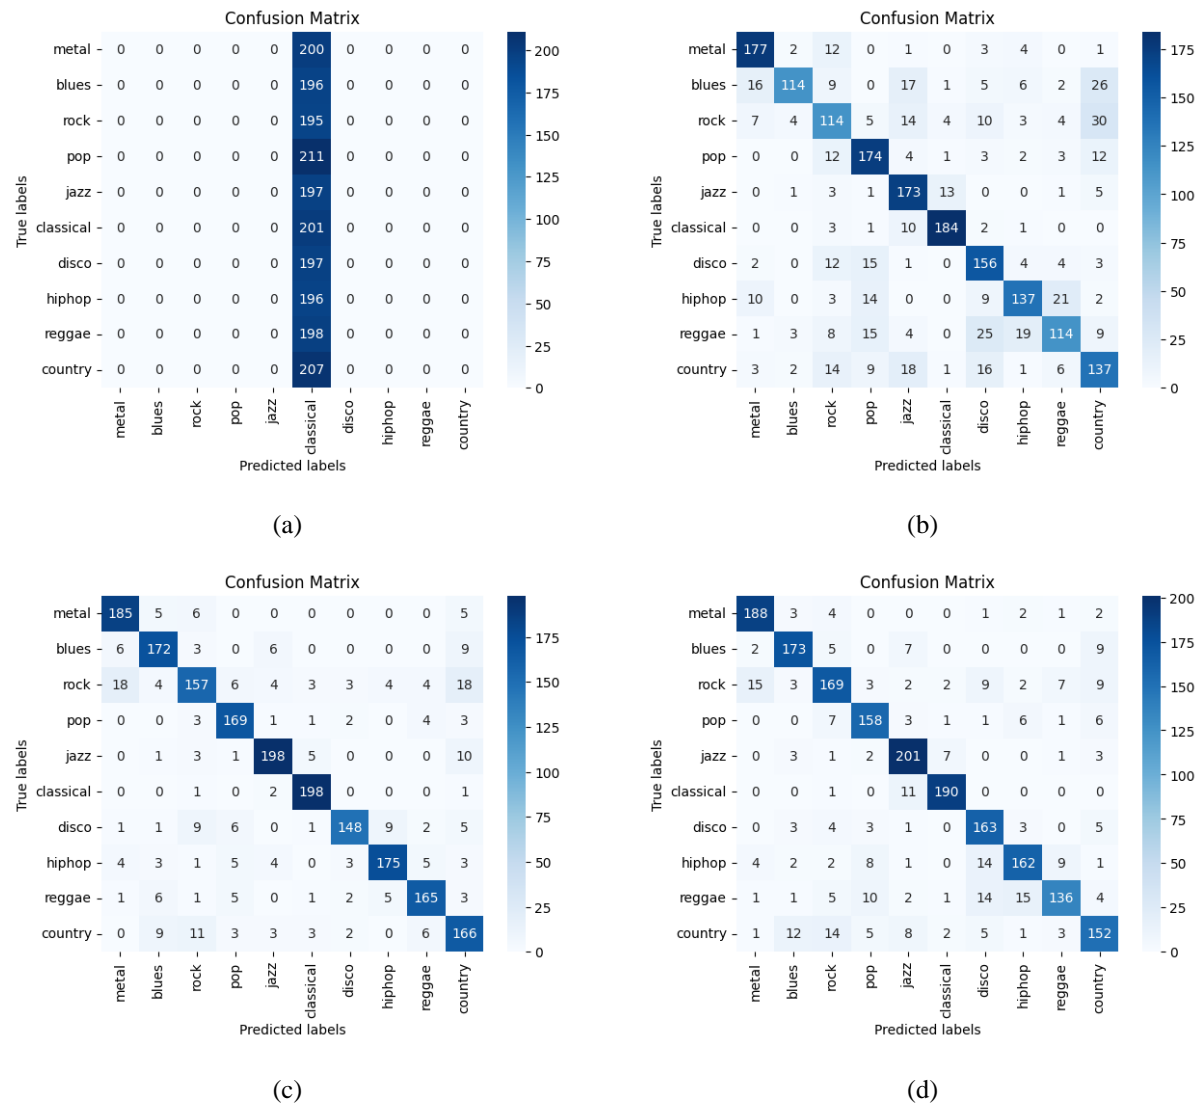 Confusion Matrix
metal 0 0 0 0 0 200 0 0 0 0
blues 0 0 0 0 0 196 0 0 0 0
rock 0 0 0 0 0 195 0 0 0 0
pop 0 0 0 0 0 211 0 0 0 0
jazz 0 0 0 0 0 197 0 0 0 0
classical 0 0 0 0 0 201 0 0 0 0
disco 0 0 0 0 0 197 0 0 0 0
hiphop 0 0 0 0 0 196 0 0 0 0
reggae 0 0 0 0 0 198 0 0 0 0
country 0 0 0 0 0 207 0 0 0 0
True labels
metal blues rock pop jazz classical disco hiphop reggae country
Predicted labels
200
175
150
125
100
75
50
25
0
(a)
Confusion Matrix
metal 177 2 12 0 1 0 3 4 0 1
blues 16 114 9 0 17 1 5 6 2 26
rock 7 4 114 5 14 4 10 3 4 30
pop 0 0 12 174 4 1 3 2 3 12
jazz 0 1 3 1 173 13 0 0 1 5
classical 0 0 3 1 10 184 2 1 0 0
disco 2 0 12 15 1 0 156 4 4 3
hiphop 10 0 3 14 0 0 9 137 21 2
reggae 1 3 8 15 4 0 25 19 114 9
country 3 2 14 9 18 1 16 1 6 137
True labels
metal blues rock pop jazz classical disco hiphop reggae country
Predicted labels
175
150
125
100
75
50
25
0
(b)
Confusion Matrix
metal 185 5 6 0 0 0 0 0 0 5
blues 6 172 3 0 6 0 0 0 0 9
rock 18 4 157 6 4 3 3 4 4 18
pop 0 0 3 169 1 1 2 0 4 3
jazz 0 1 3 1 198 5 0 0 0 10
classical 0 0 1 0 2 198 0 0 0 1
disco 1 1 9 6 0 1 148 9 2 5
hiphop 4 3 1 5 4 0 3 175 5 3
reggae 1 6 1 5 0 1 2 5 165 3
country 0 9 11 3 3 3 2 0 6 166
True labels
metal blues rock pop jazz classical disco hiphop reggae country
Predicted labels
175
150
125
100
75
50
25
0
(c)
Confusion Matrix
metal 188 3 4 0 0 0 1 2 1 2
blues 2 173 5 0 7 0 0 0 0 9
rock 15 3 169 3 2 2 9 2 7 9
pop 0 0 7 158 3 1 1 6 1 6
jazz 0 3 1 2 201 7 0 0 1 3
classical 0 0 1 0 11 190 0 0 0 0
disco 0 3 4 3 1 0 163 3 0 5
hiphop 4 2 2 8 1 0 14 162 9 1
reggae 1 1 5 10 2 1 14 15 136 4
country 1 12 14 5 8 2 5 1 3 152
True labels
metal blues rock pop jazz classical disco hiphop reggae country
Predicted labels
200
175
150
125
100
75
50
25
0
(d)